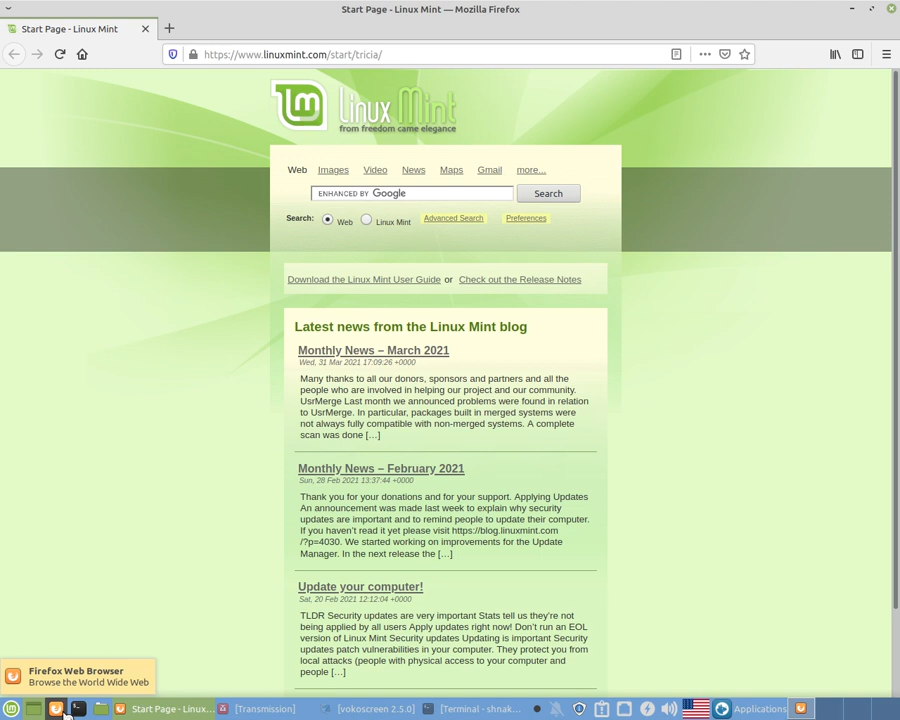 Start Page - Linux Mint — Mozilla Firefox
Start Page - Linux Mint
https://www.linuxmint.com/start/tricia/
Linux Mint
from freedom came elegance
Web Images Video News Maps Gmail more...
ENHANCED BY Google Search
Search: Web Linux Mint Advanced Search Preferences
Download the Linux Mint User Guide or Check out the Release Notes
Latest news from the Linux Mint blog
Monthly News – March 2021
Wed, 31 Mar 2021 17:09:26 +0000
Many thanks to all our donors, sponsors and partners and all the
people who are involved in helping our project and our community.
UsrMerge Last month we announced problems were found in relation
to UsrMerge. In particular, packages built in merged systems were
not always fully compatible with non-merged systems. A complete
scan was done […]
Monthly News – February 2021
Sun, 28 Feb 2021 13:37:44 +0000
Thank you for your donations and for your support. Applying Updates
An announcement was made last week to explain why security
updates are important and to remind people to update their computer.
If you haven't read it yet please visit https://blog.linuxmint.com
/?p=4030. We started working on improvements for the Update
Manager. In the next release the […]
Update your computer!
Sat, 20 Feb 2021 12:12:04 +0000
TLDR Security updates are very important Stats tell us they're not
being applied by all users Apply updates right now! Don't run an EOL
version of Linux Mint Security updates Updating is important Security
updates patch vulnerabilities in your computer. They protect you from
local attacks (people with physical access to your computer and
people […]
Firefox Web Browser
Browse the World Wide Web
Start Page - Linux... [Transmission] [vokoscreen 2.5.0] [Terminal - shnak... Applications